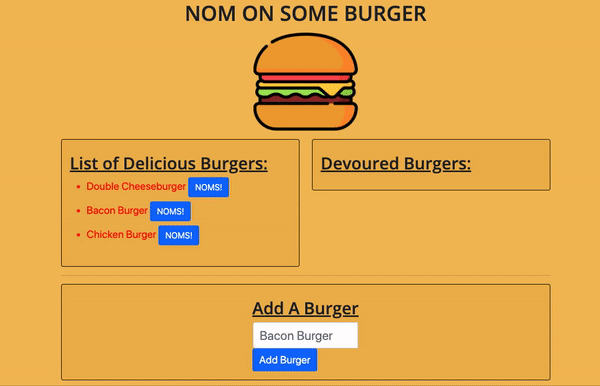 NOM ON SOME BURGER
List of Delicious Burgers:
Double Cheeseburger NOMS!
Bacon Burger NOMS!
Chicken Burger NOMS!
Devoured Burgers:
Add A Burger
Bacon Burger
Add Burger